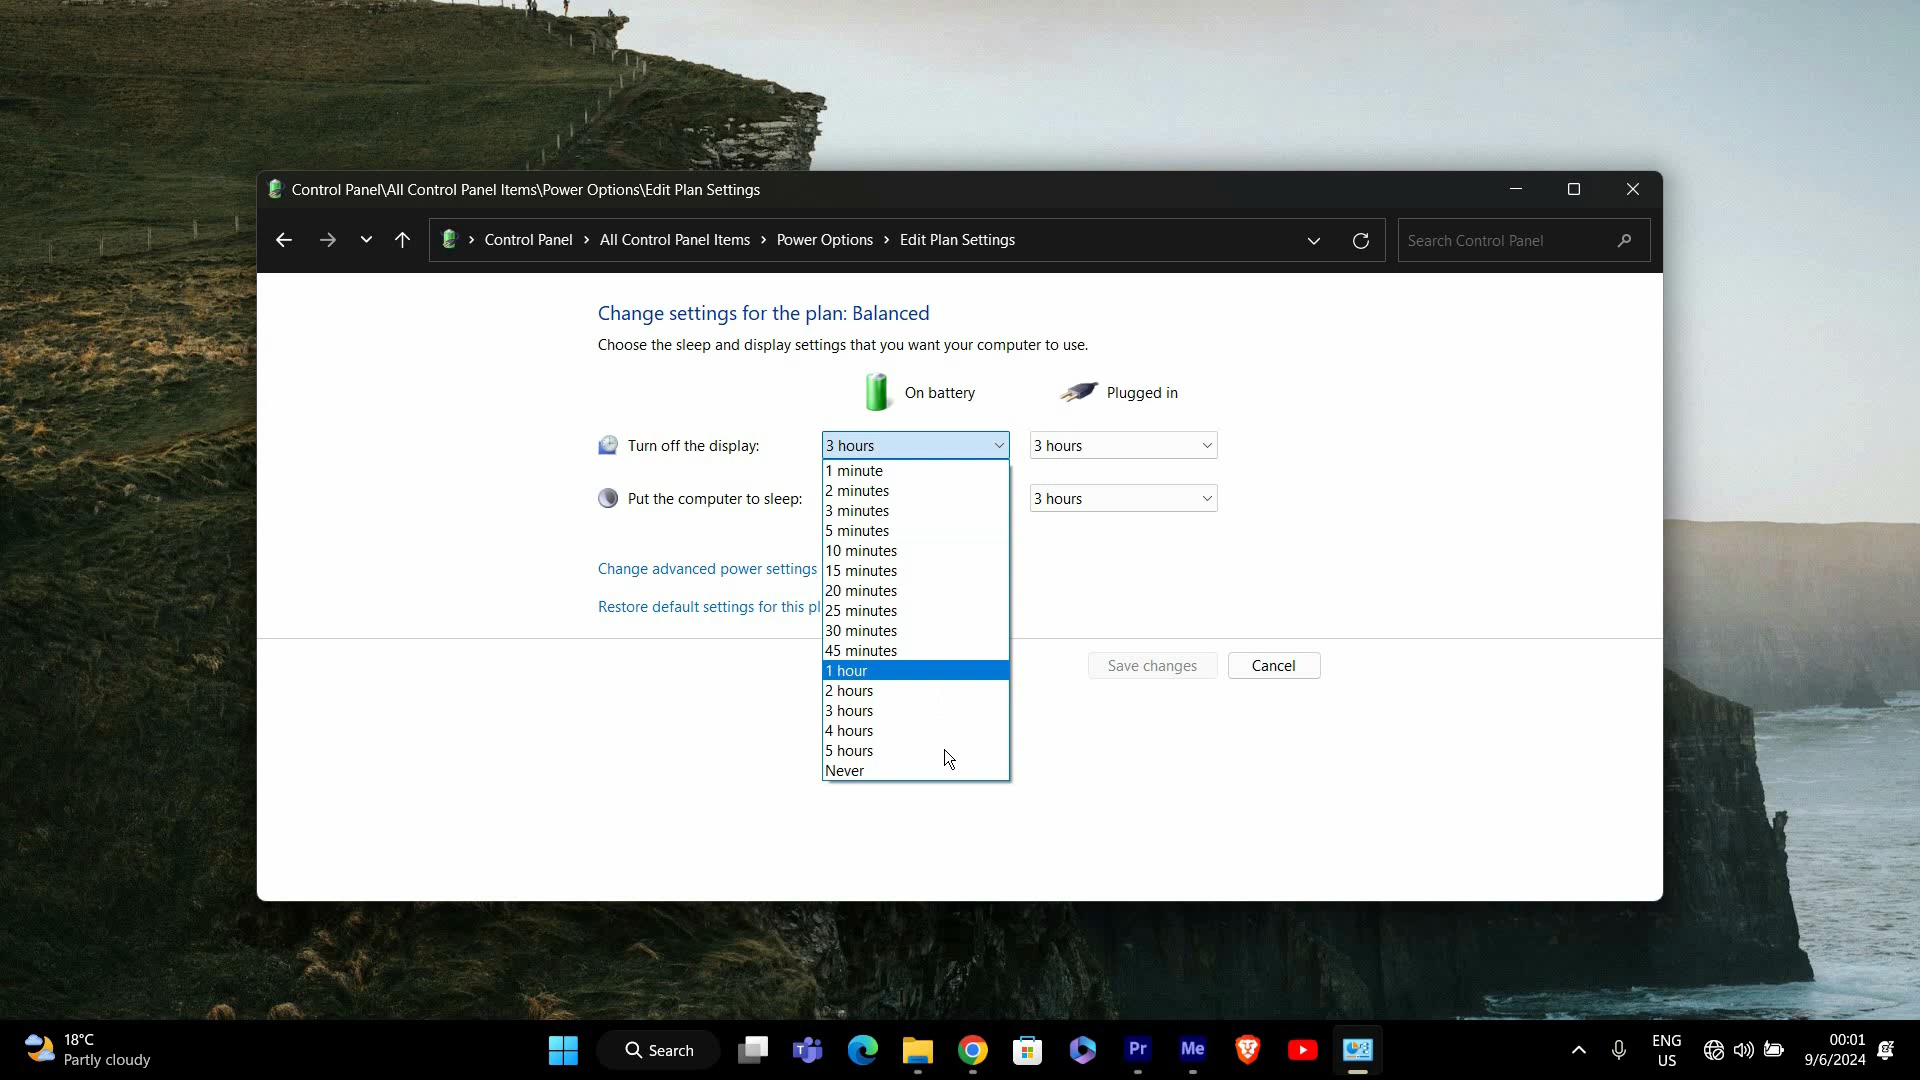 Control Panel\All Control Panel Items\Power Options\Edit Plan Settings
Control Panel
All Control Panel Items
Power Options
Edit Plan Settings
Search Control Panel
Change settings for the plan: Balanced
Choose the sleep and display settings that you want your computer to use.
On battery
Plugged in
Turn off the display:
3 hours
3 hours
1 minute
2 minutes
Put the computer to sleep:
3 hours
3 minutes
5 minutes
10 minutes
Change advanced power settings
15 minutes
20 minutes
Restore default settings for this pl
25 minutes
30 minutes
45 minutes
1 hour
Save changes
Cancel
2 hours
3 hours
4 hours
5 hours
Never
18°C
Partly cloudy
Search
Pr
Me
ENG
US
00:01
9/6/2024